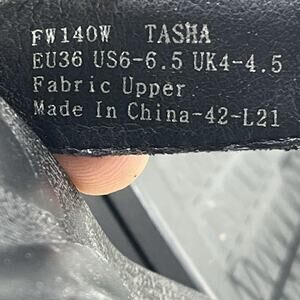 FW140W TASHA
EU36 US6-6.5 UK4-4.5
Fabric Upper
Made In China-42-L21